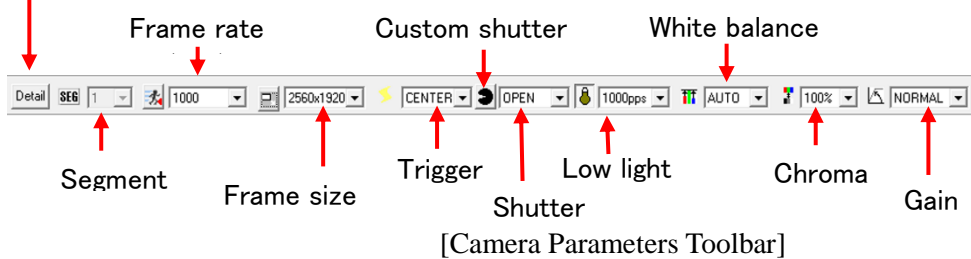 Frame rate Custom shutter White balance
Detail SEG 1 1000 2560x1920 CENTER OPEN 1000pps AUTO 100% NORMAL
Segment Frame size Trigger Shutter Low light Chroma Gain
[Camera Parameters Toolbar]